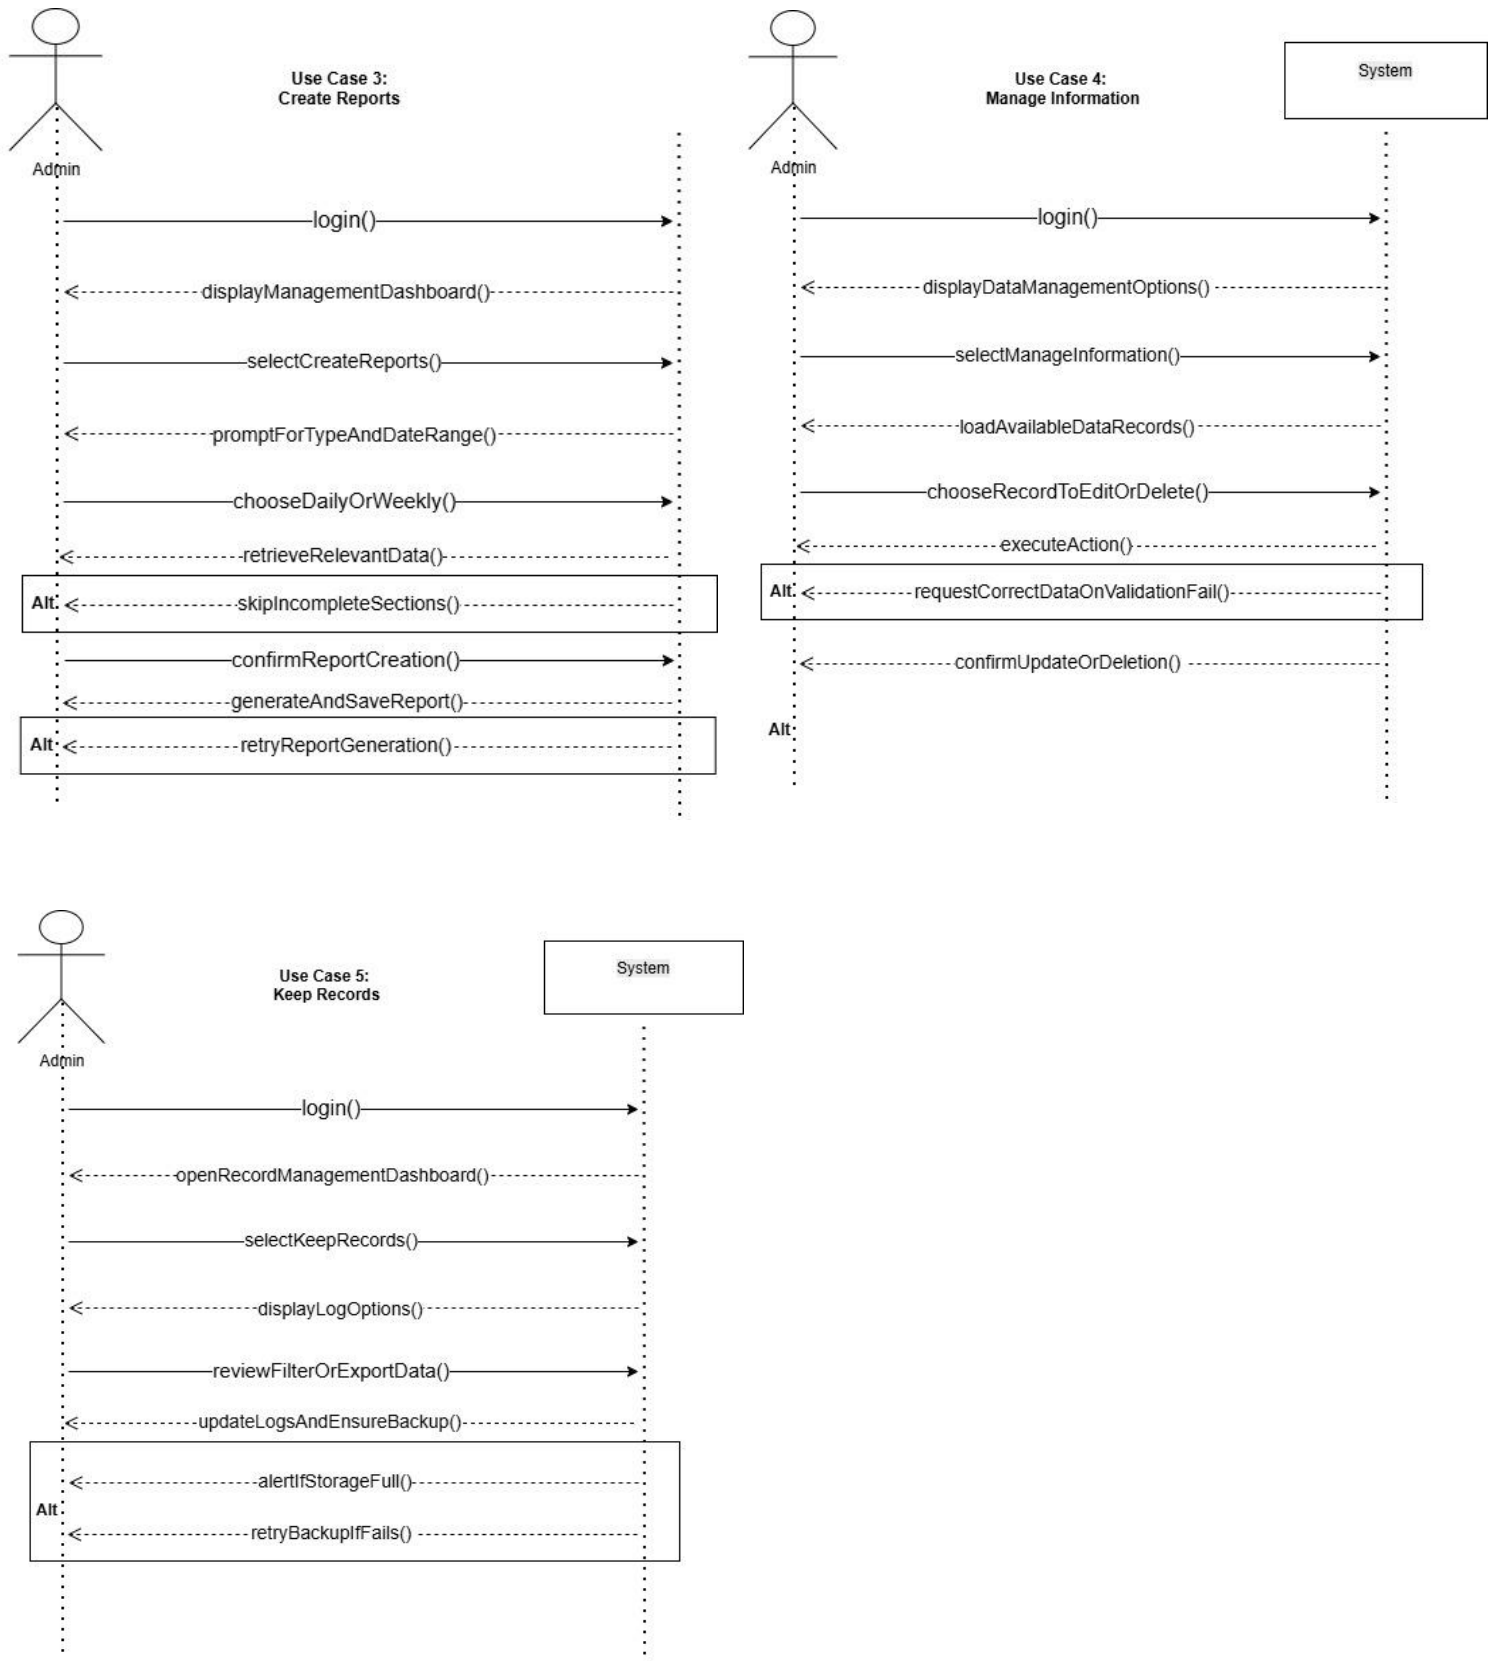 Use Case 3:
Create Reports
Admin
login()
displayManagementDashboard()
selectCreateReports()
promptForTypeAndDateRange()
chooseDailyOrWeekly()
retrieveRelevantData()
Alt
skipIncompleteSections()
confirmReportCreation()
generateAndSaveReport()
Alt
retryReportGeneration()
Use Case 4:
Manage Information
System
Admin
login()
displayDataManagementOptions()
selectManageInformation()
loadAvailableDataRecords()
chooseRecordToEditOrDelete()
executeAction()
Alt
requestCorrectDataOnValidationFail()
confirmUpdateOrDeletion()
Alt
Use Case 5:
Keep Records
System
Admin
login()
openRecordManagementDashboard()
selectKeepRecords()
displayLogOptions()
reviewFilterOrExportData()
updateLogsAndEnsureBackup()
alertIfStorageFull()
Alt
retryBackupIfFails()